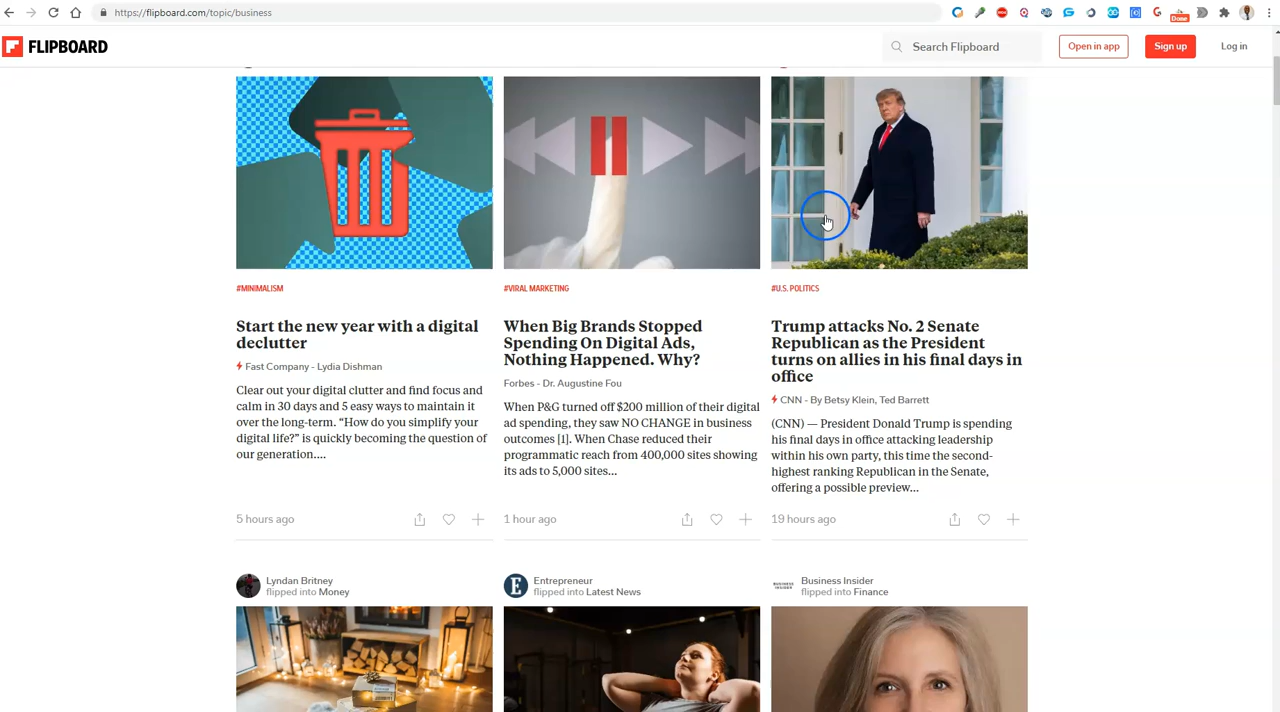 https://flipboard.com/topic/business
Done
FLIPBOARD
Search Flipboard
Open in app
Sign up
Log in
#MINIMALISM
Start the new year with a digital
declutter
Fast Company - Lydia Dishman
Clear out your digital clutter and find focus and
calm in 30 days and 5 easy ways to maintain it
over the long-term. “How do you simplify your
digital life?” is quickly becoming the question of
our generation....
5 hours ago
#VIRAL MARKETING
When Big Brands Stopped
Spending On Digital Ads,
Nothing Happened. Why?
Forbes - Dr. Augustine Fou
When P&G turned off $200 million of their digital
ad spending, they saw NO CHANGE in business
outcomes [1]. When Chase reduced their
programmatic reach from 400,000 sites showing
its ads to 5,000 sites...
1 hour ago
#U.S. POLITICS
Trump attacks No. 2 Senate
Republican as the President
turns on allies in his final days in
office
CNN - By Betsy Klein, Ted Barrett
(CNN) — President Donald Trump is spending
his final days in office attacking leadership
within his own party, this time the second-
highest ranking Republican in the Senate,
offering a possible preview...
19 hours ago
Lyndan Britney
flipped into Money
E
Entrepreneur
flipped into Latest News
BUSINESS
INSIDER
Business Insider
flipped into Finance